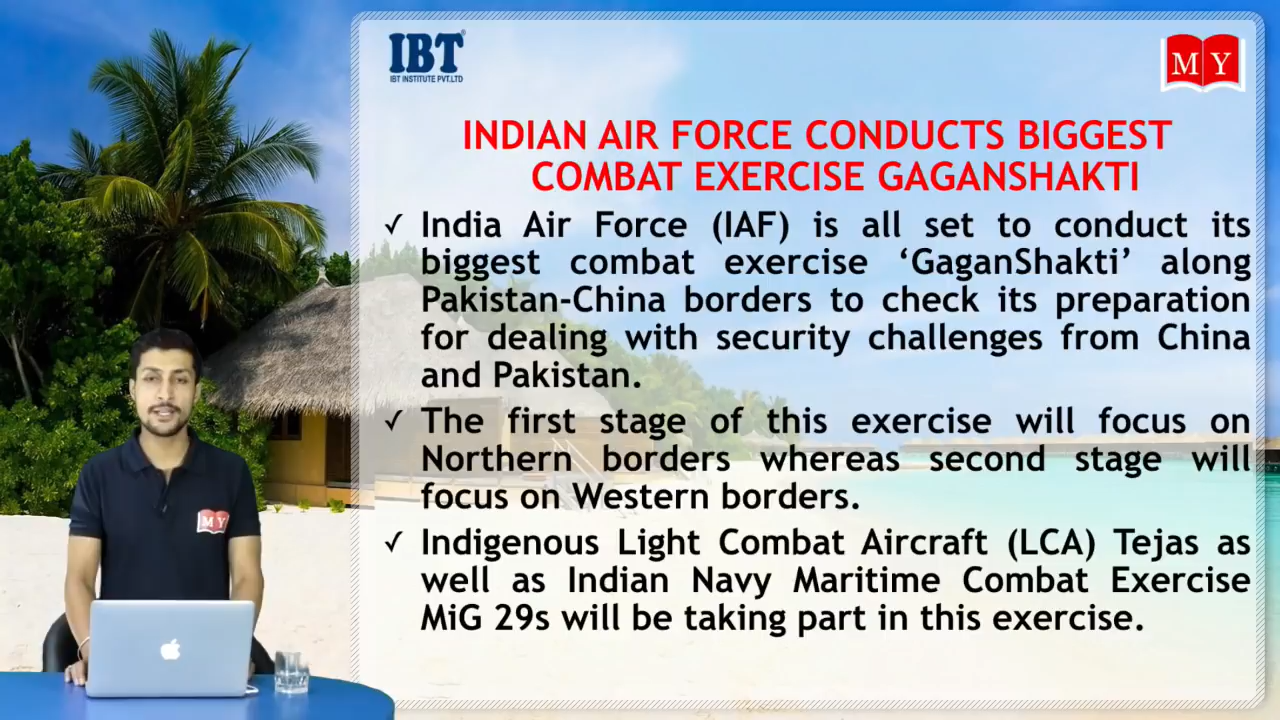 IBT®
IBT INSTITUTE PVT.LTD
M Y
INDIAN AIR FORCE CONDUCTS BIGGEST
COMBAT EXERCISE GAGANSHAKTI
✓ India Air Force (IAF) is all set to conduct its
biggest combat exercise ‘GaganShakti’ along
Pakistan-China borders to check its preparation
for dealing with security challenges from China
and Pakistan.
✓ The first stage of this exercise will focus on
Northern borders whereas second stage will
focus on Western borders.
✓ Indigenous Light Combat Aircraft (LCA) Tejas as
well as Indian Navy Maritime Combat Exercise
MiG 29s will be taking part in this exercise.
M Y